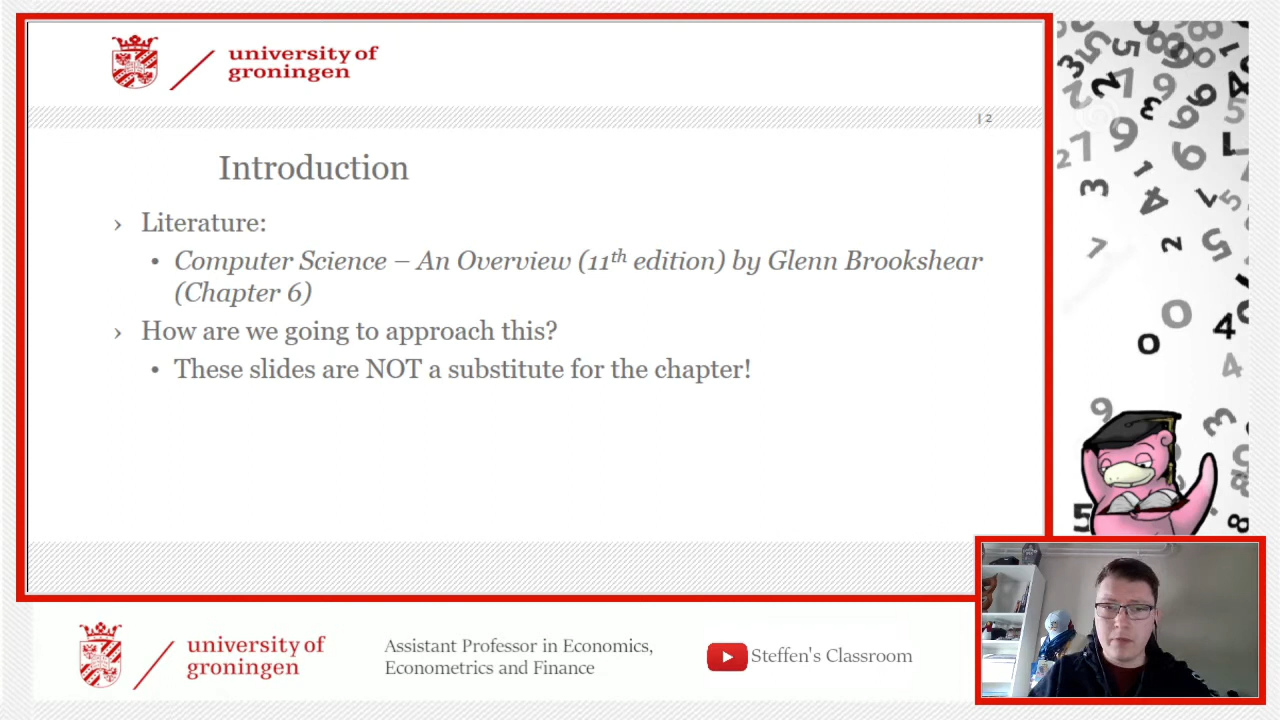 university of
groningen
| 2
Introduction
› Literature:
• Computer Science – An Overview (11th edition) by Glenn Brookshear
(Chapter 6)
› How are we going to approach this?
• These slides are NOT a substitute for the chapter!
university of
groningen
Assistant Professor in Economics,
Econometrics and Finance
Steffen's Classroom